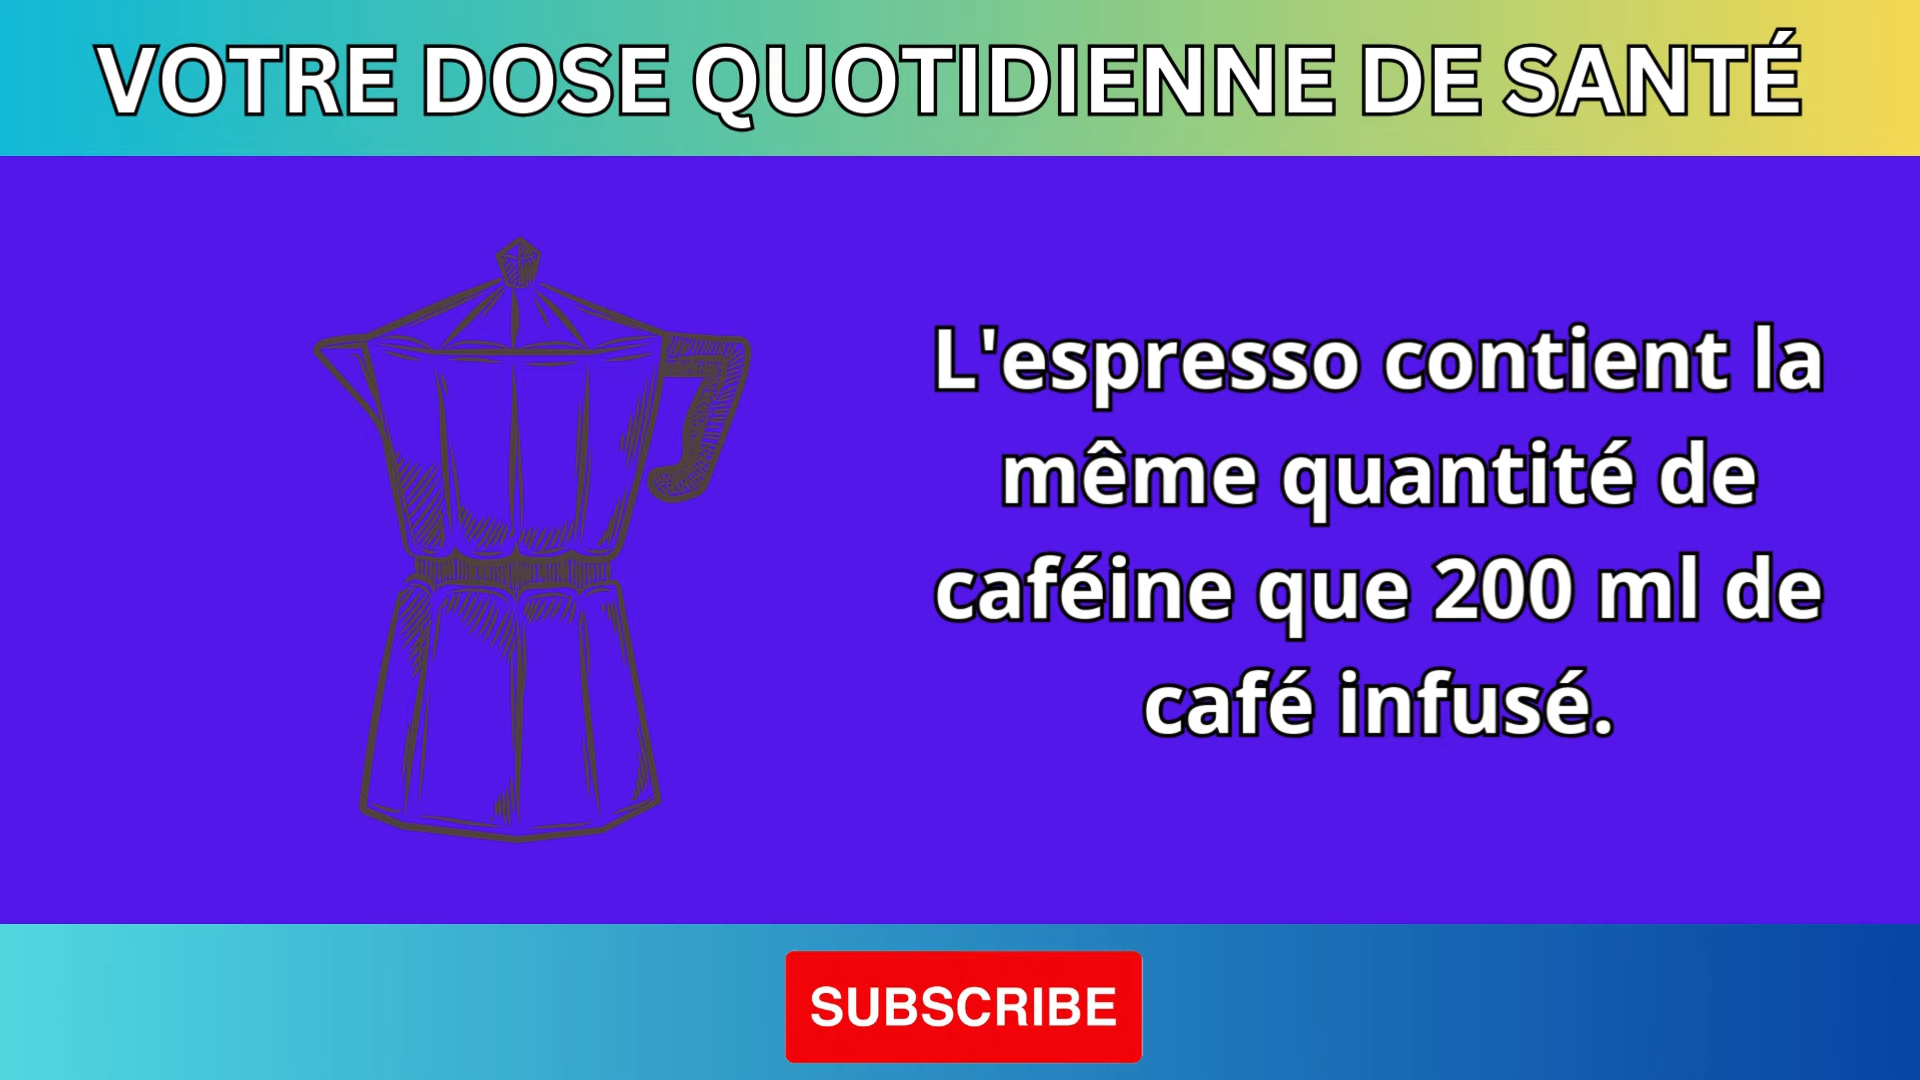 VOTRE DOSE QUOTIDIENNE DE SANTÉ
L'espresso contient la
même quantité de
caféine que 200 ml de
café infusé.
SUBSCRIBE